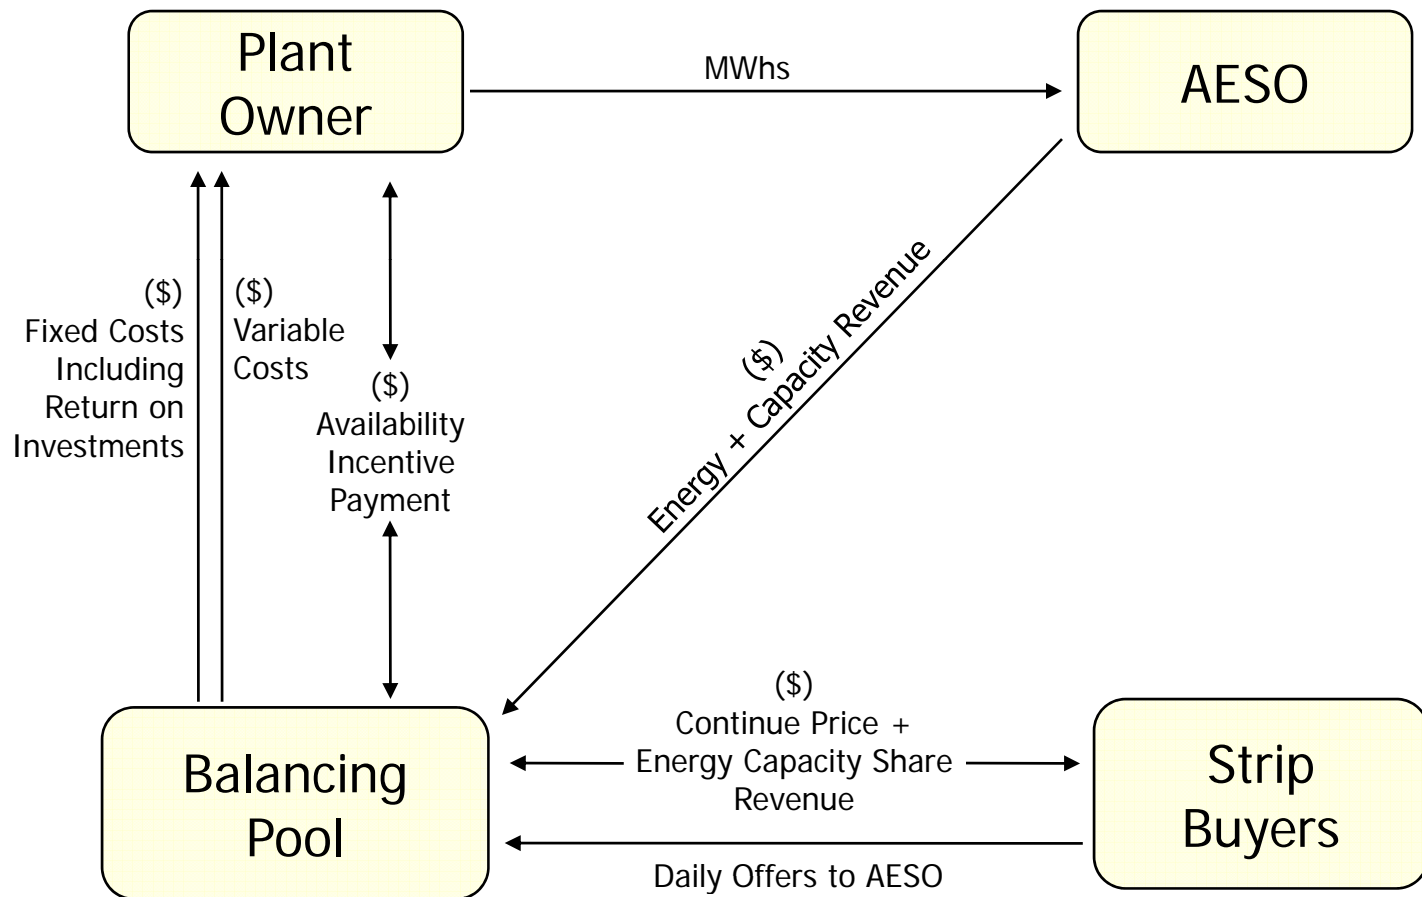 Plant
Owner
MWhs
AESO
($)
Fixed Costs
Including
Return on
Investments
($)
Variable
Costs
($)
Availability
Incentive
Payment
($)
Energy + Capacity Revenue
($)
Continue Price +
Energy Capacity Share
Revenue
Balancing
Pool
Strip
Buyers
Daily Offers to AESO